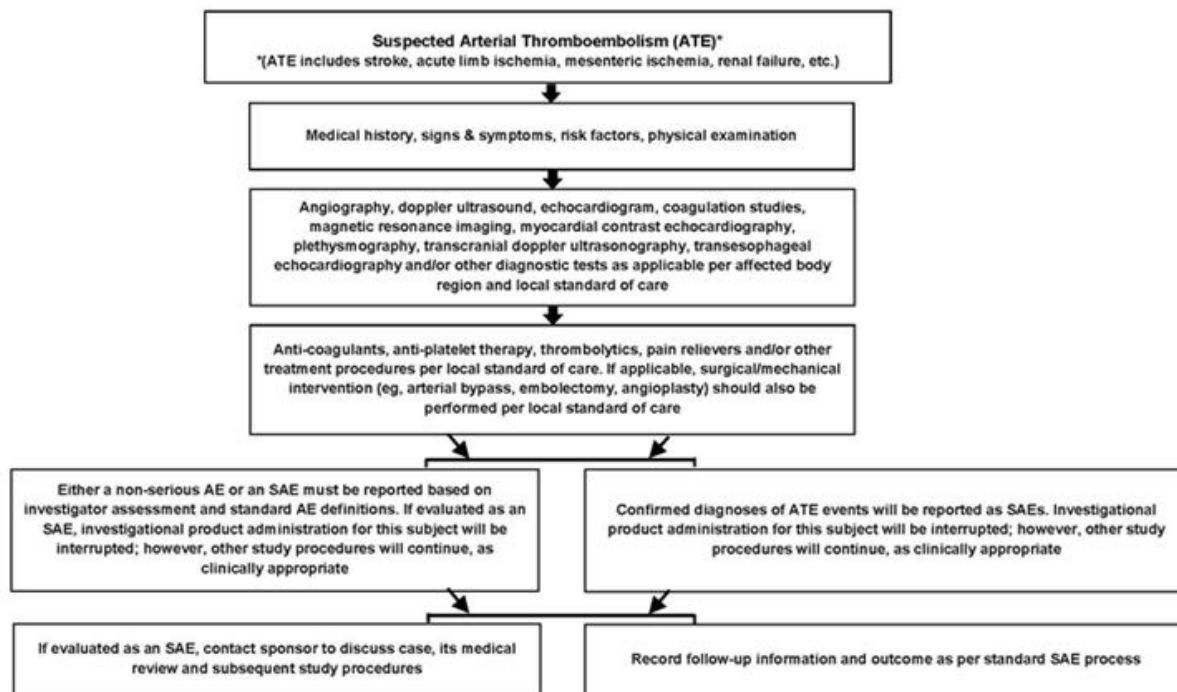 Suspected Arterial Thromboembolism (ATE)*
*(ATE includes stroke, acute limb ischemia, mesenteric ischemia, renal failure, etc.)
Medical history, signs & symptoms, risk factors, physical examination
Angiography, doppler ultrasound, echocardiogram, coagulation studies,
magnetic resonance imaging, myocardial contrast echocardiography,
plethysmography, transcranial doppler ultrasonography, transesophageal
echocardiography and/or other diagnostic tests as applicable per affected body
region and local standard of care
Anti-coagulants, anti-platelet therapy, thrombolytics, pain relievers and/or other
treatment procedures per local standard of care. If applicable, surgical/mechanical
intervention (eg, arterial bypass, embolectomy, angioplasty) should also be
performed per local standard of care
Either a non-serious AE or an SAE must be reported based on
investigator assessment and standard AE definitions. If evaluated as an
SAE, investigational product administration for this subject will be
interrupted; however, other study procedures will continue, as
clinically appropriate
Confirmed diagnoses of ATE events will be reported as SAEs. Investigational
product administration for this subject will be interrupted; however, other study
procedures will continue, as clinically appropriate
If evaluated as an SAE, contact sponsor to discuss case, its medical
review and subsequent study procedures
Record follow-up information and outcome as per standard SAE process